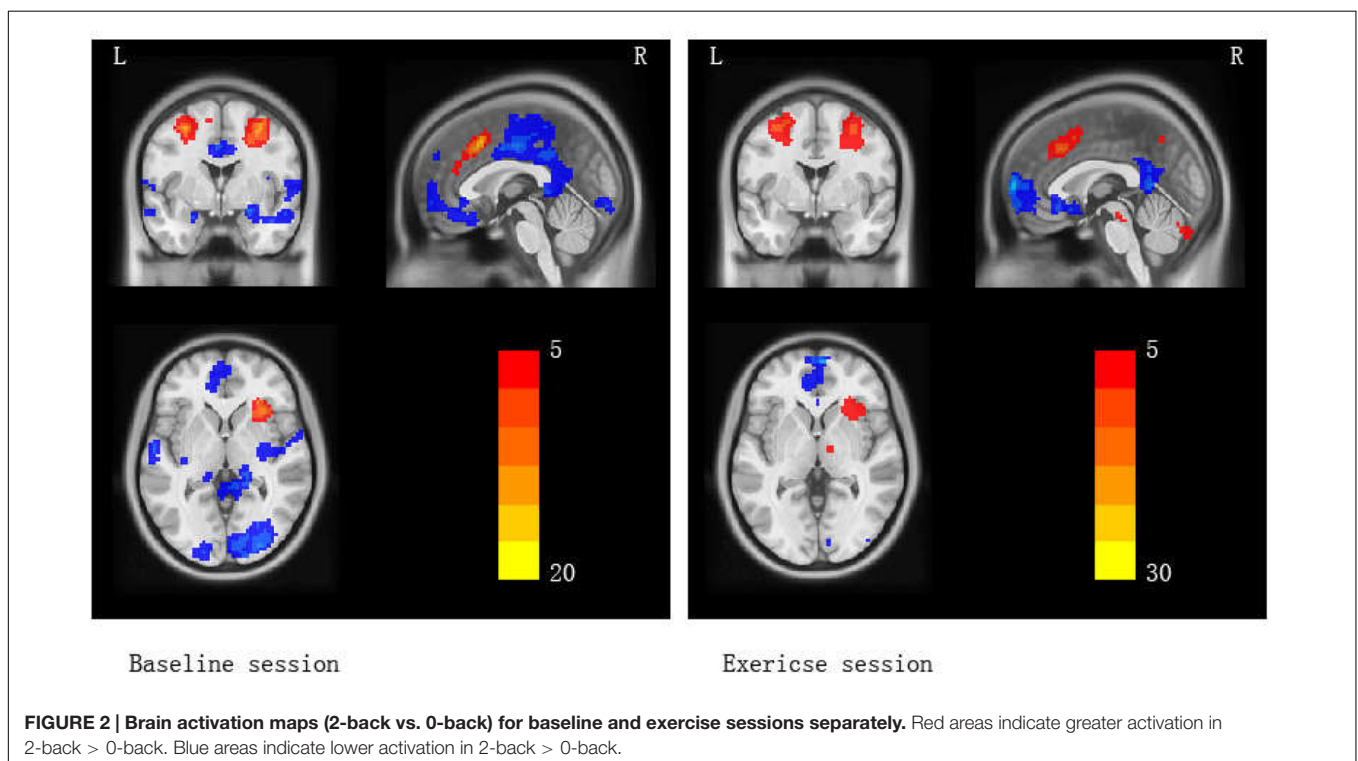 L R L R
5 5
20 30
Baseline session Exericse session
FIGURE 2 | Brain activation maps (2-back vs. 0-back) for baseline and exercise sessions separately. Red areas indicate greater activation in
2-back > 0-back. Blue areas indicate lower activation in 2-back > 0-back.